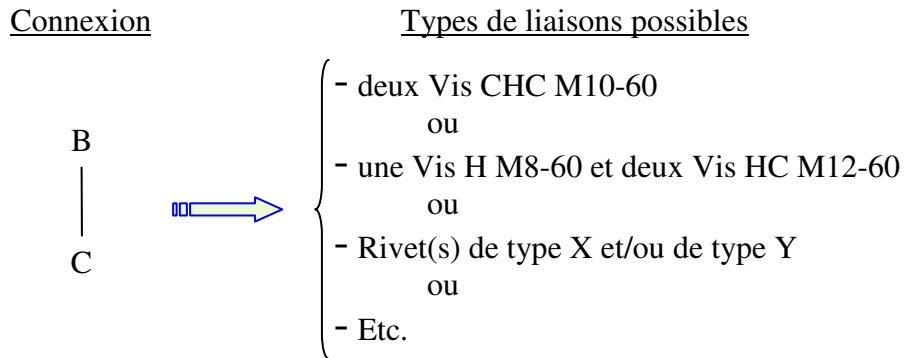 Connexion Types de liaisons possibles
- deux Vis CHC M10-60
ou
B
- une Vis H M8-60 et deux Vis HC M12-60
ou
- Rivet(s) de type X et/ou de type Y
C
ou
- Etc.